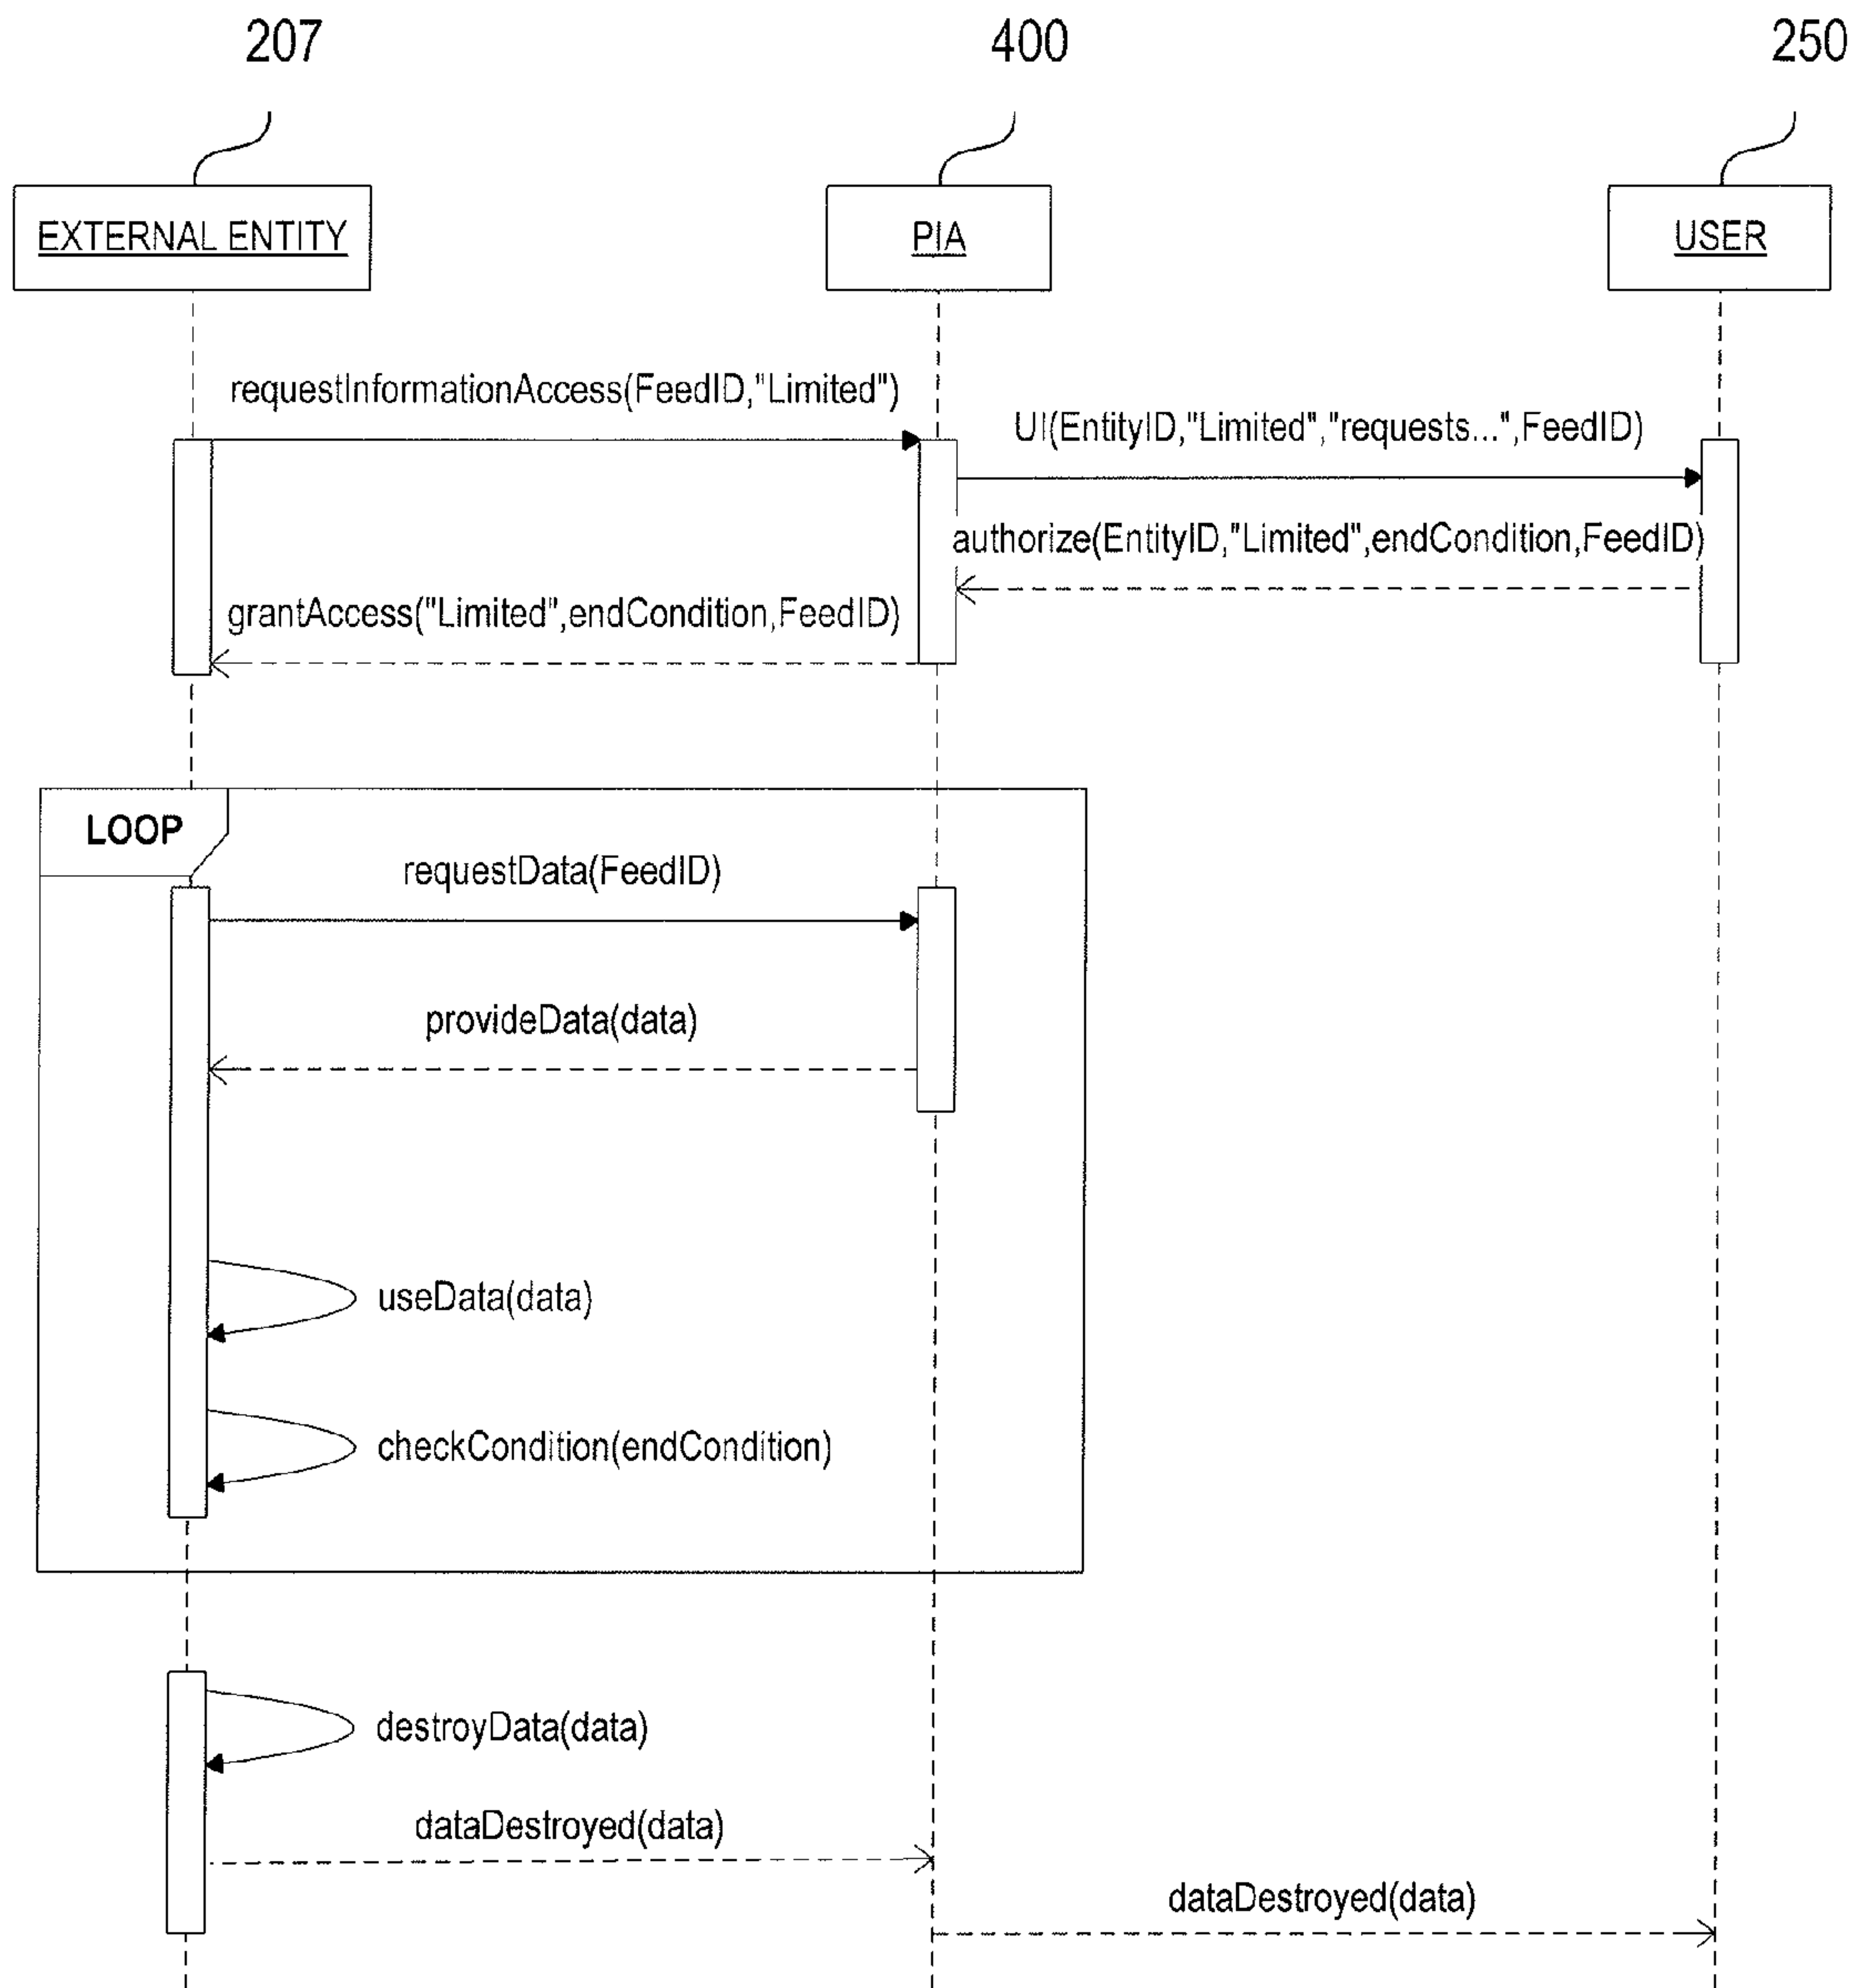 207
400
250
EXTERNAL ENTITY
PIA
USER
requestInformationAccess(FeedID,"Limited")
UI(EntityID,"Limited","requests...",FeedID)
authorize(EntityID,"Limited",endCondition,FeedID)
grantAccess("Limited",endCondition,FeedID)
LOOP
requestData(FeedID)
provideData(data)
useData(data)
checkCondition(endCondition)
destroyData(data)
dataDestroyed(data)
dataDestroyed(data)